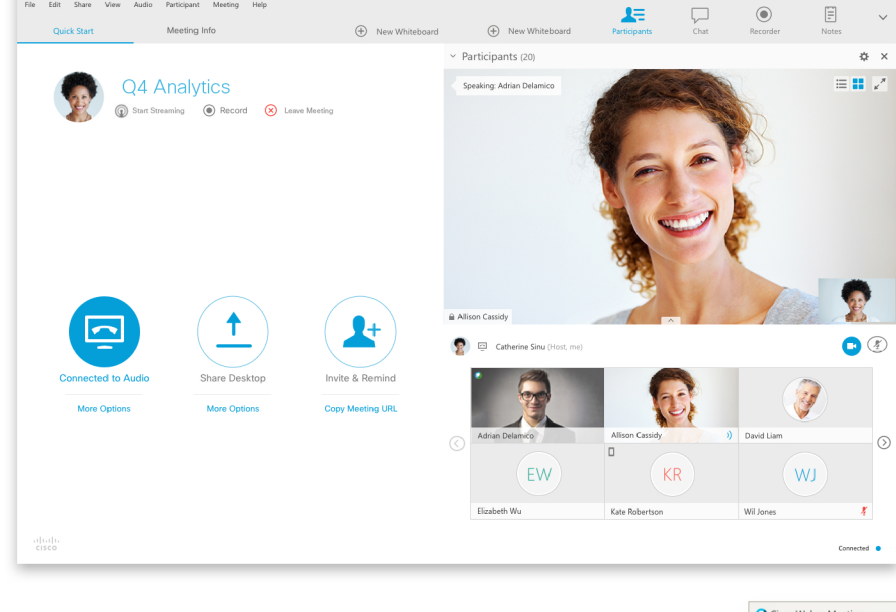 File Edit Share View Audio Participant Meeting Help
Quick Start Meeting Info New Whiteboard New Whiteboard Participants Chat Recorder Notes
Participants (20)
Speaking: Adrian Delamico
Q4 Analytics
Start Streaming Record Leave Meeting
Allison Cassidy
Catherine Sinu (Host, me)
Connected to Audio Share Desktop Invite & Remind
More Options More Options Copy Meeting URL
Adrian Delamico Allison Cassidy David Liam
EW KR WJ
Elizabeth Wu Kate Robertson Wil Jones
CISCO
Connected